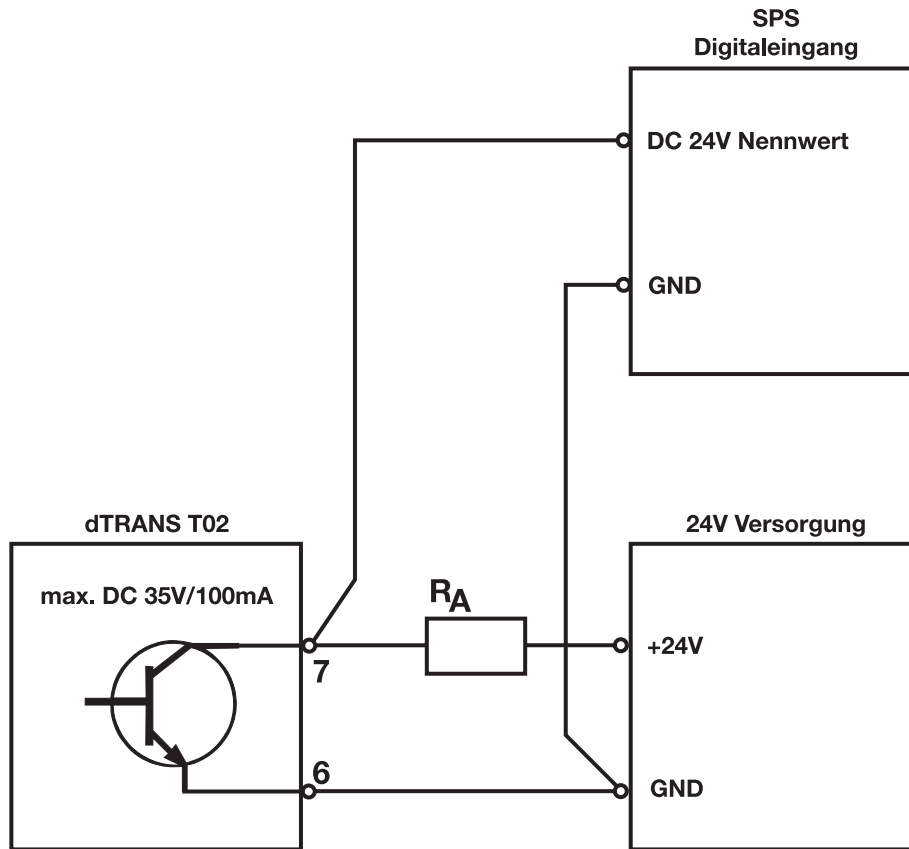 SPS
Digitaleingang
DC 24V Nennwert
GND
dTRANS T02
24V Versorgung
max. DC 35V/100mA
RA
7
+24V
6
GND